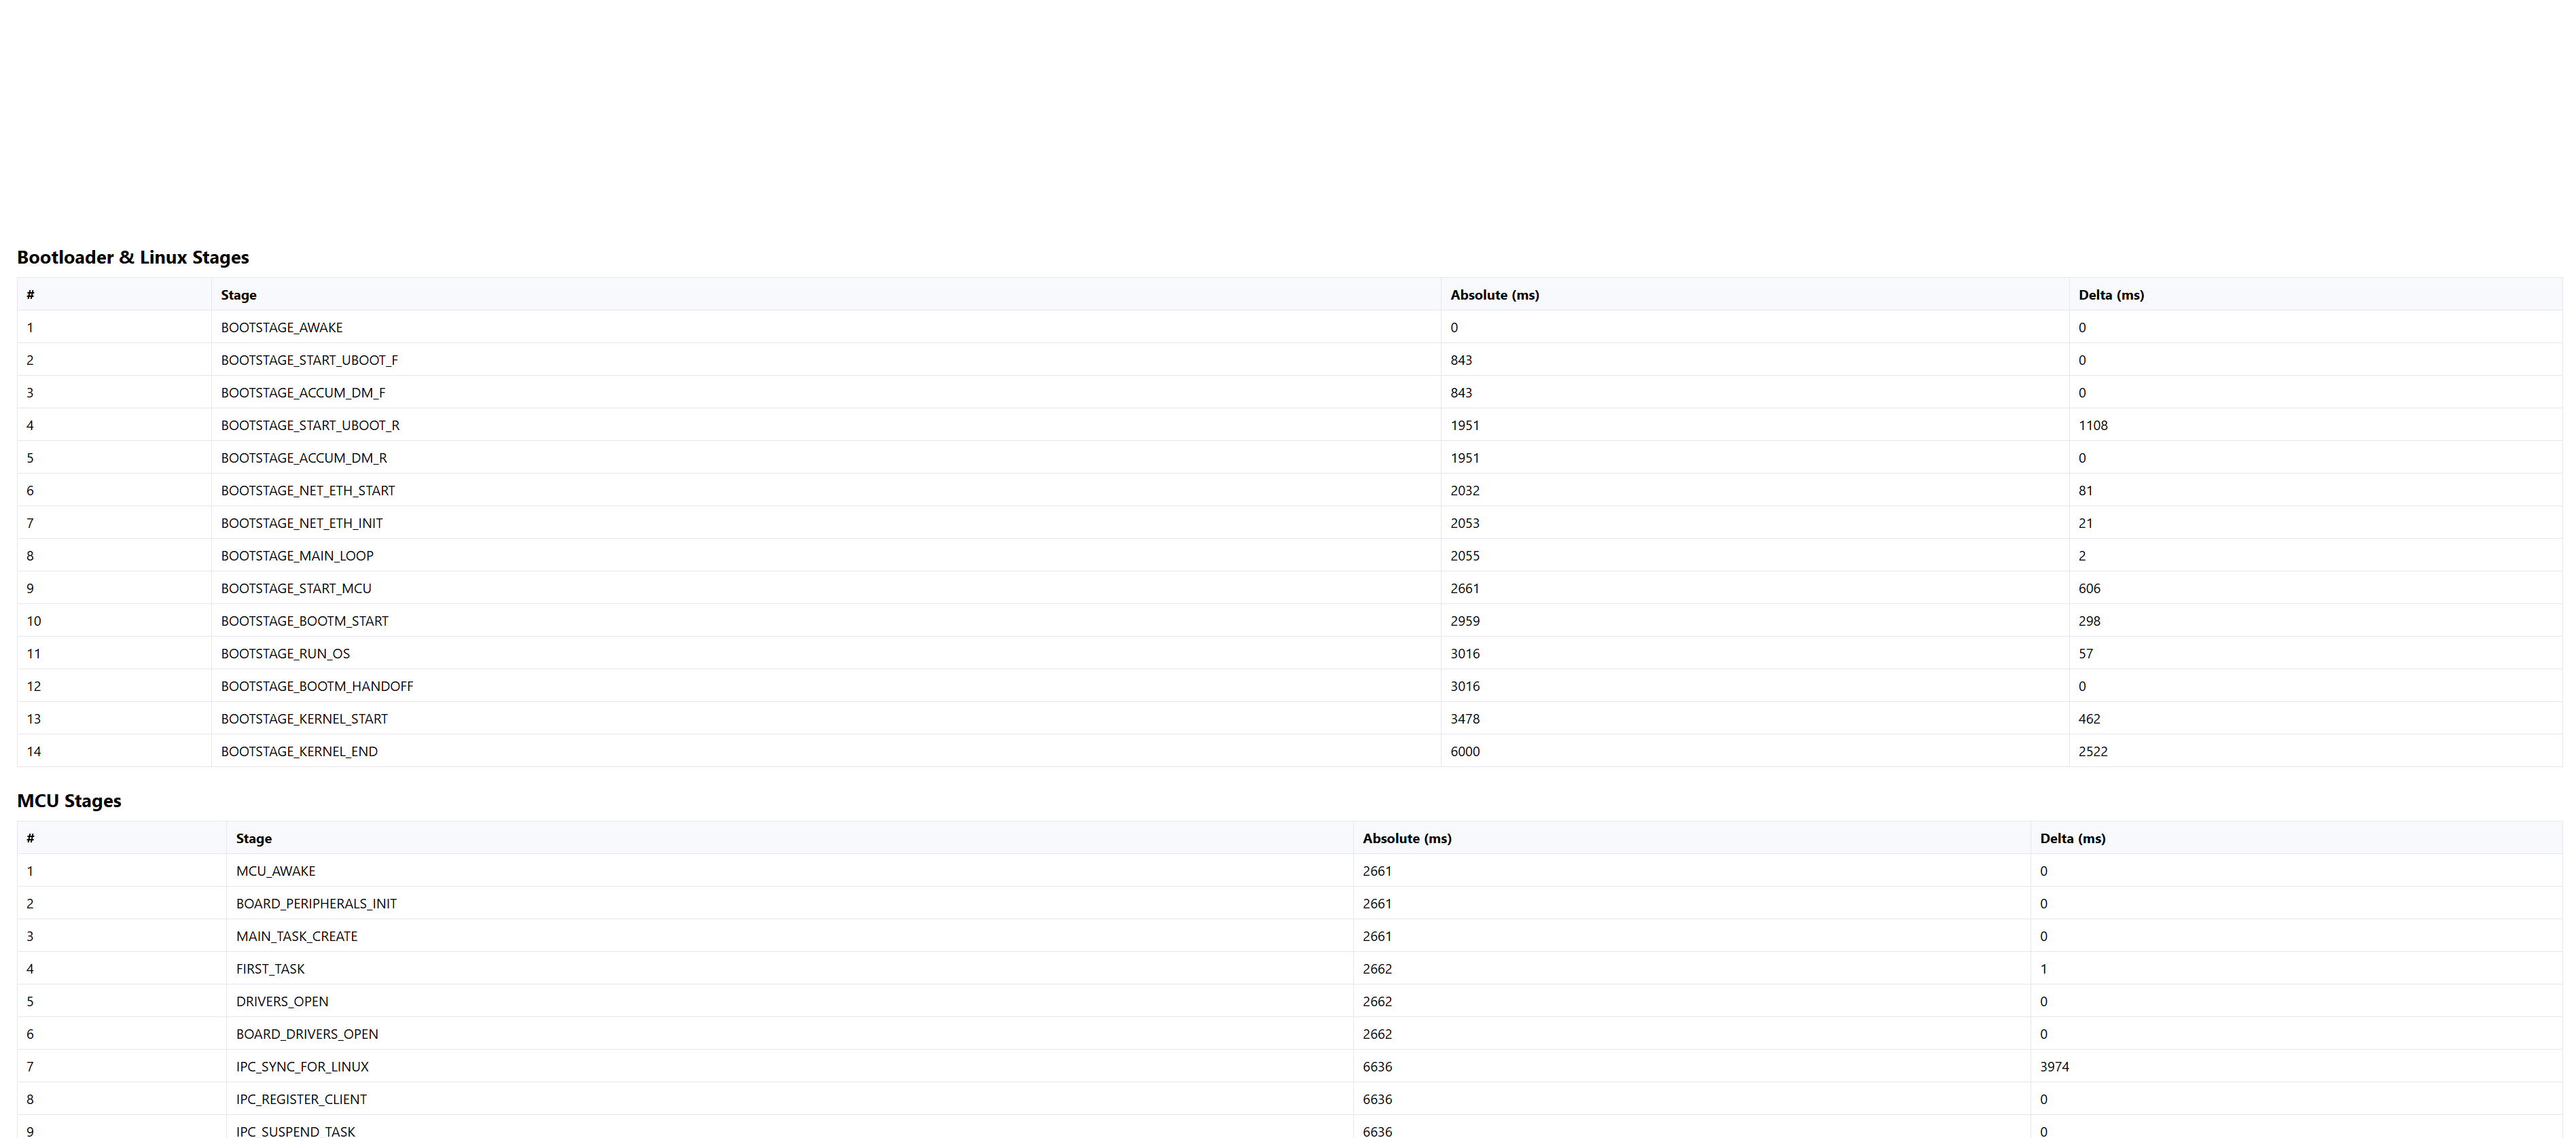 Bootloader & Linux Stages
# Stage Absolute (ms) Delta (ms)
1 BOOTSTAGE_AWAKE 0 0
2 BOOTSTAGE_START_UBOOT_F 843 0
3 BOOTSTAGE_ACCUM_DM_F 843 0
4 BOOTSTAGE_START_UBOOT_R 1951 1108
5 BOOTSTAGE_ACCUM_DM_R 1951 0
6 BOOTSTAGE_NET_ETH_START 2032 81
7 BOOTSTAGE_NET_ETH_INIT 2053 21
8 BOOTSTAGE_MAIN_LOOP 2055 2
9 BOOTSTAGE_START_MCU 2661 606
10 BOOTSTAGE_BOOTM_START 2959 298
11 BOOTSTAGE_RUN_OS 3016 57
12 BOOTSTAGE_BOOTM_HANDOFF 3016 0
13 BOOTSTAGE_KERNEL_START 3478 462
14 BOOTSTAGE_KERNEL_END 6000 2522
MCU Stages
# Stage Absolute (ms) Delta (ms)
1 MCU_AWAKE 2661 0
2 BOARD_PERIPHERALS_INIT 2661 0
3 MAIN_TASK_CREATE 2661 0
4 FIRST_TASK 2662 1
5 DRIVERS_OPEN 2662 0
6 BOARD_DRIVERS_OPEN 2662 0
7 IPC_SYNC_FOR_LINUX 6636 3974
8 IPC_REGISTER_CLIENT 6636 0
9 IPC_SUSPEND_TASK 6636 0